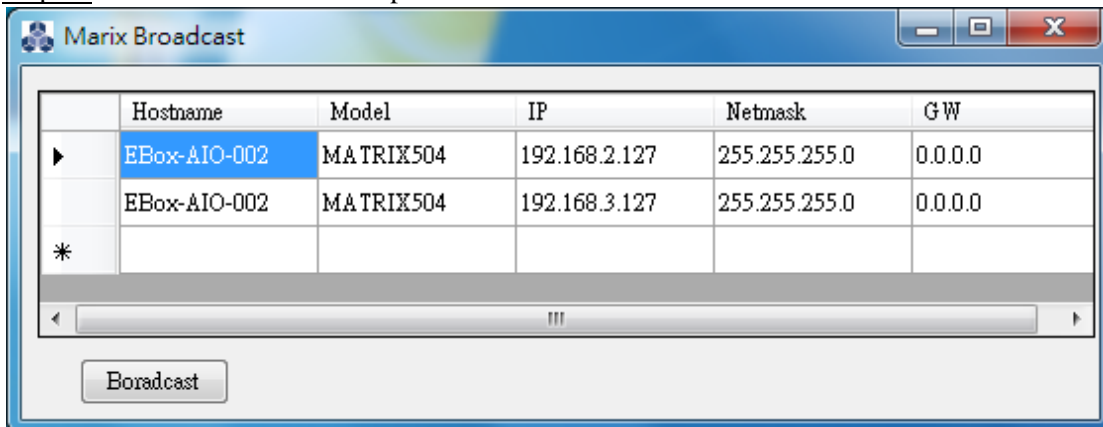 Marix Broadcast
Hostname Model IP Netmask GW
EBox-AIO-002 MATRIX504 192.168.2.127 255.255.255.0 0.0.0.0
EBox-AIO-002 MATRIX504 192.168.3.127 255.255.255.0 0.0.0.0
Boradcast